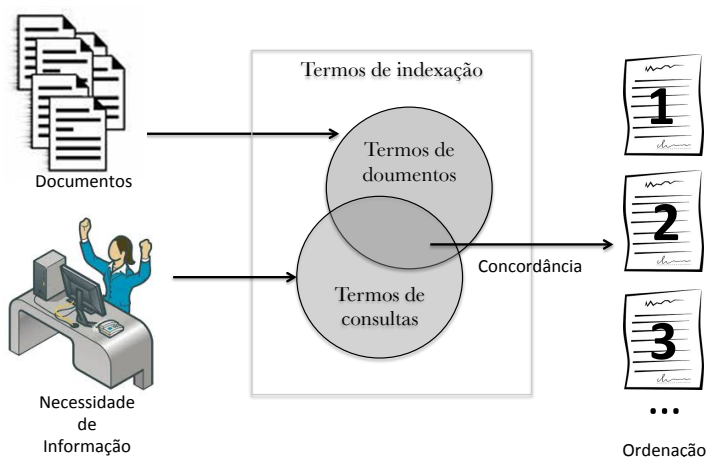 Documentos
Necessidade
de
Informação
Termos de indexação
Termos de
doumentos
Termos de
consultas
Concordância
1
2
3
...
Ordenação